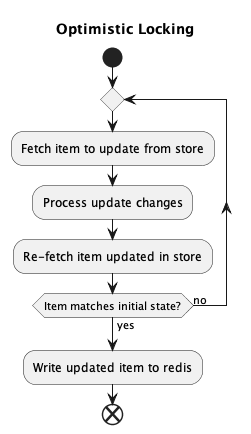 Optimistic Locking
Fetch item to update from store
Process update changes
Re-fetch item updated in store
Item matches initial state?
no
yes
Write updated item to redis